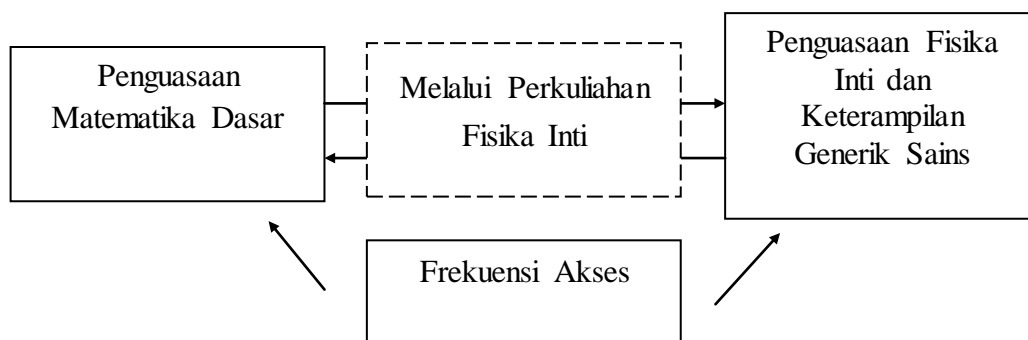 Penguasaan
Matematika Dasar
Melalui Perkuliahan
Fisika Inti
Penguasaan Fisika
Inti dan
Keterampilan
Generik Sains
Frekuensi Akses